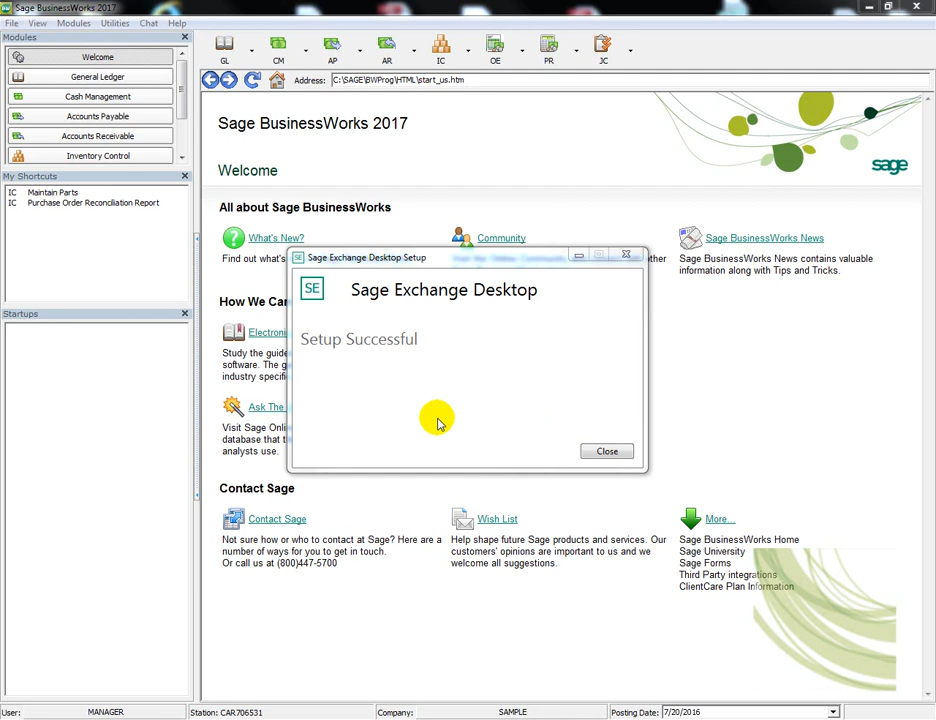 Sage BusinessWorks 2017
File View Modules Utilities Chat Help
Modules
Welcome
General Ledger
Cash Management
Accounts Payable
Accounts Receivable
Inventory Control
My Shortcuts
IC Maintain Parts
IC Purchase Order Reconciliation Report
Startups
GL CM AP AR IC OE PR JC
Address: C:\SAGE\BWProg\HTML\start_us.htm
Sage BusinessWorks 2017
sage
Welcome
All about Sage BusinessWorks
What's New?
Find out what's
Community
other
Sage BusinessWorks News
Sage BusinessWorks News contains valuable
information along with Tips and Tricks.
SE Sage Exchange Desktop Setup
SE Sage Exchange Desktop
Setup Successful
Close
How We Ca
Electroni
Study the guide
software. The g
industry specifi
Ask The
Visit Sage Onli
database that t
analysts use.
Contact Sage
Contact Sage
Not sure how or who to contact at Sage? Here are a
number of ways for you to get in touch.
Or call us at (800)447-5700
Wish List
Help shape future Sage products and services. Our
customers' opinions are important to us and we
welcome all suggestions.
More...
Sage BusinessWorks Home
Sage University
Sage Forms
Third Party integrations
ClientCare Plan Information
User: MANAGER Station: CAR706531 Company: SAMPLE Posting Date: 7/20/2016